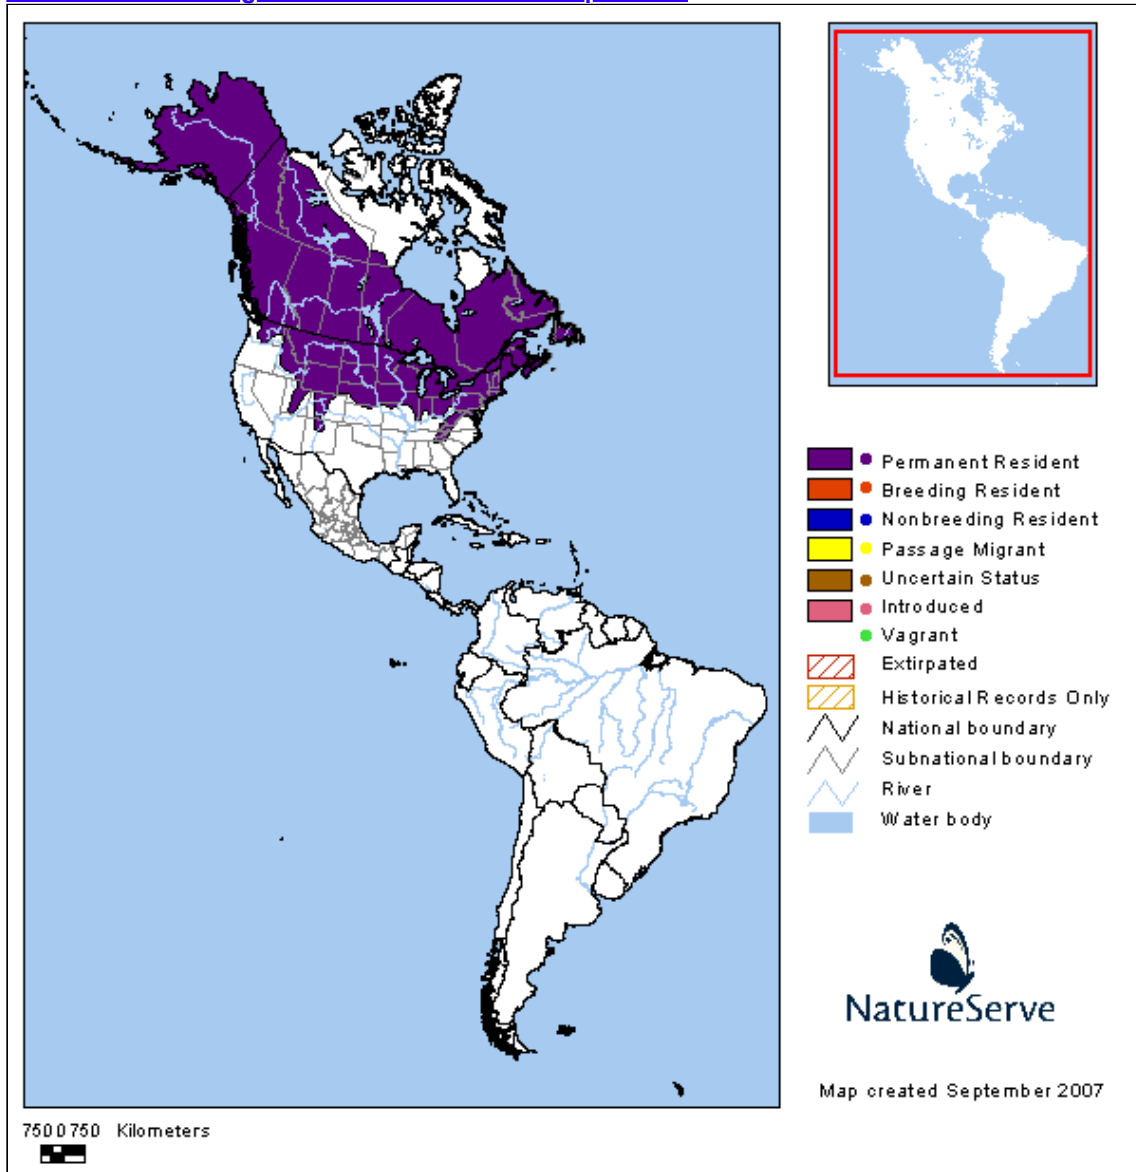 Permanent Resident
Breeding Resident
Nonbreeding Resident
Passage Migrant
Uncertain Status
Introduced
Vagrant
Extirpated
Historical Records Only
National boundary
Subnational boundary
River
Water body
NatureServe
Map created September 2007
750 0 750 Kilometers